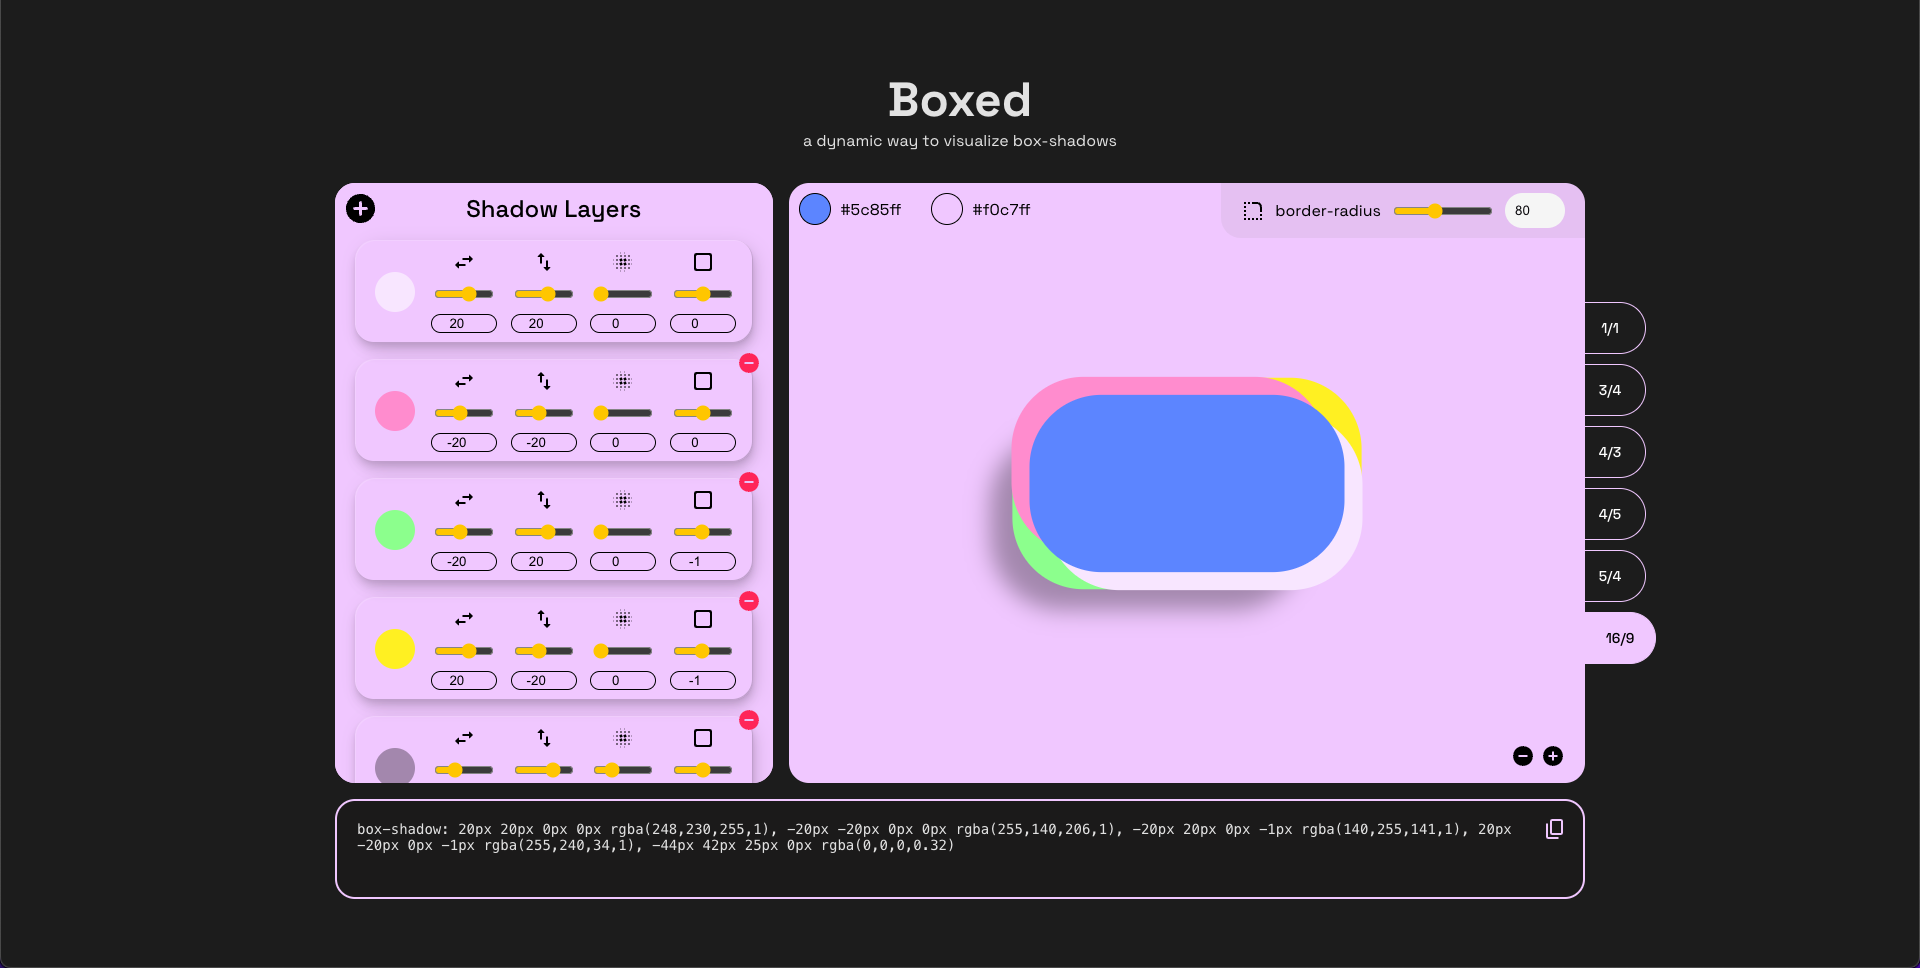 Boxed
a dynamic way to visualize box-shadows
Shadow Layers
20 20 0 0
-20 -20 0 0
-20 20 0 -1
20 -20 0 -1
#5c85ff #f0c7ff border-radius 80
1/1
3/4
4/3
4/5
5/4
16/9
box-shadow: 20px 20px 0px 0px rgba(248,230,255,1), -20px -20px 0px 0px rgba(255,140,206,1), -20px 20px 0px -1px rgba(140,255,141,1), 20px
-20px 0px -1px rgba(255,240,34,1), -44px 42px 25px 0px rgba(0,0,0,0.32)